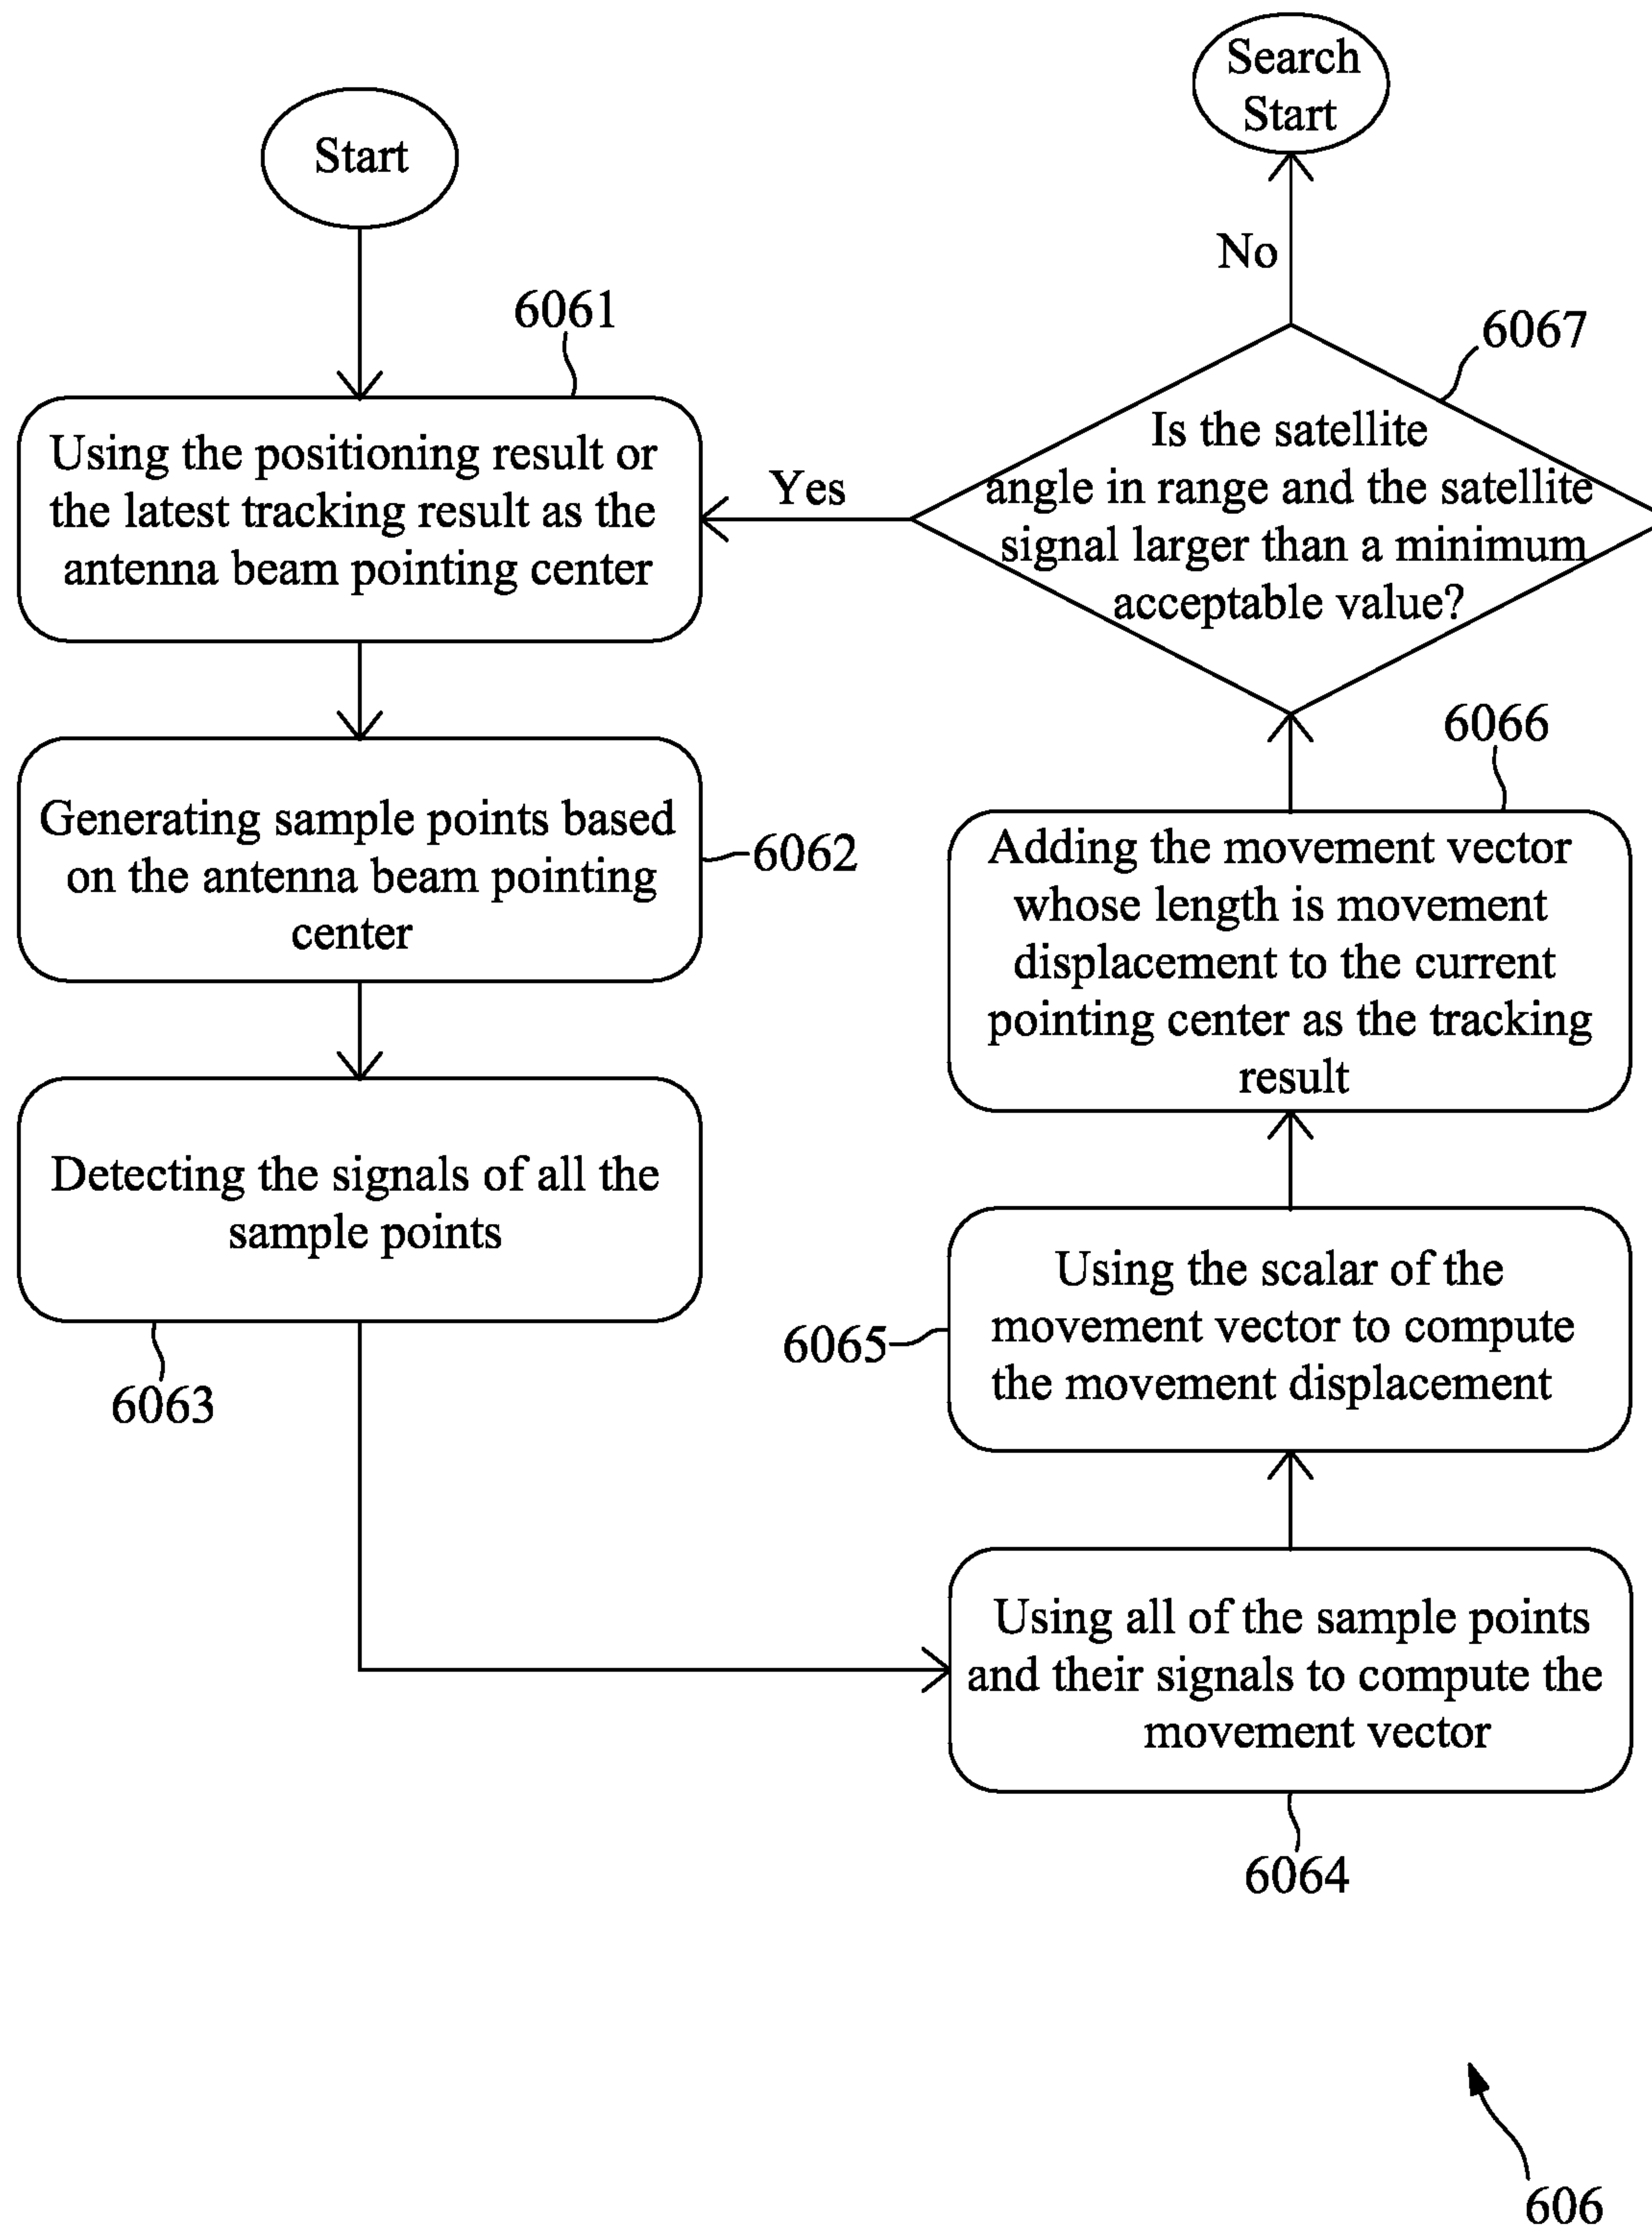 Start
6061
Using the positioning result or
the latest tracking result as the
antenna beam pointing center
Generating sample points based
on the antenna beam pointing
center
6062
Detecting the signals of all the
sample points
6063
Using all of the sample points
and their signals to compute the
movement vector
6064
Using the scalar of the
movement vector to compute
the movement displacement
6065
Adding the movement vector
whose length is movement
displacement to the current
pointing center as the tracking
result
6066
Is the satellite
angle in range and the satellite
signal larger than a minimum
acceptable value?
6067
Yes
No
Search
Start
606